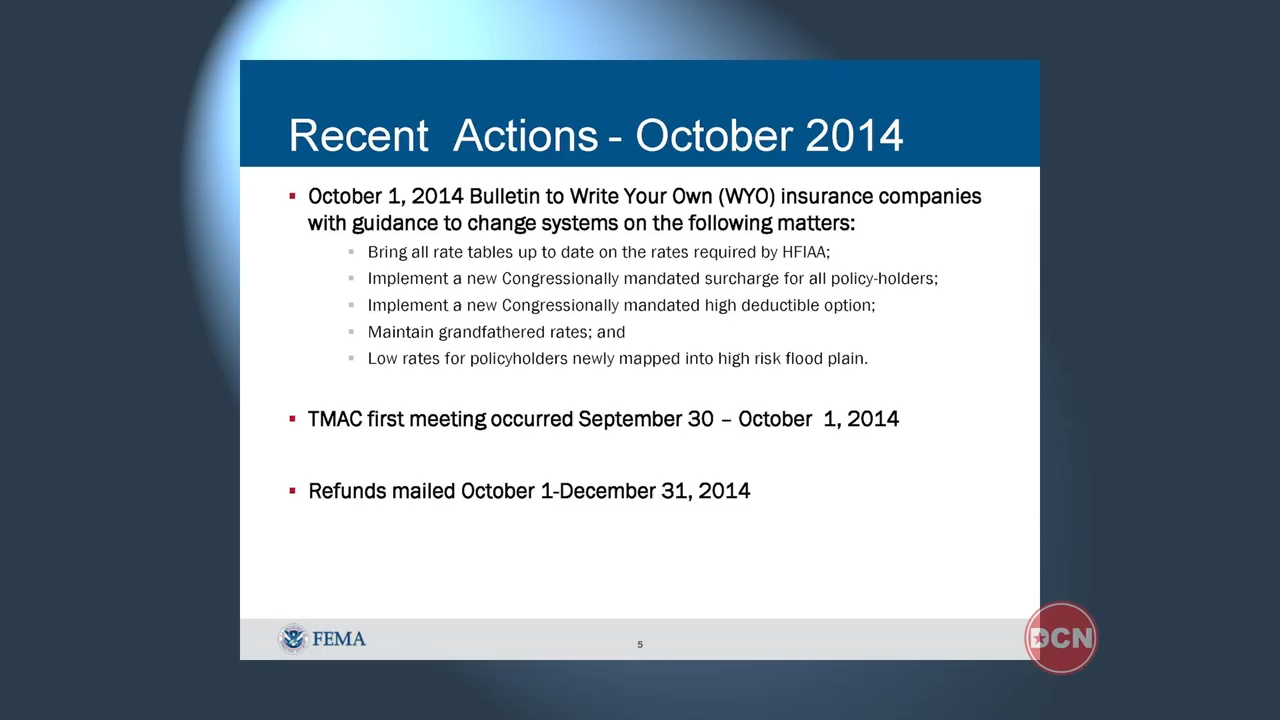 Recent Actions - October 2014
▪ October 1, 2014 Bulletin to Write Your Own (WYO) insurance companies
with guidance to change systems on the following matters:
▪ Bring all rate tables up to date on the rates required by HFIAA;
▪ Implement a new Congressionally mandated surcharge for all policy-holders;
▪ Implement a new Congressionally mandated high deductible option;
▪ Maintain grandfathered rates; and
▪ Low rates for policyholders newly mapped into high risk flood plain.
▪ TMAC first meeting occurred September 30 – October 1, 2014
▪ Refunds mailed October 1-December 31, 2014
FEMA
5
DCN